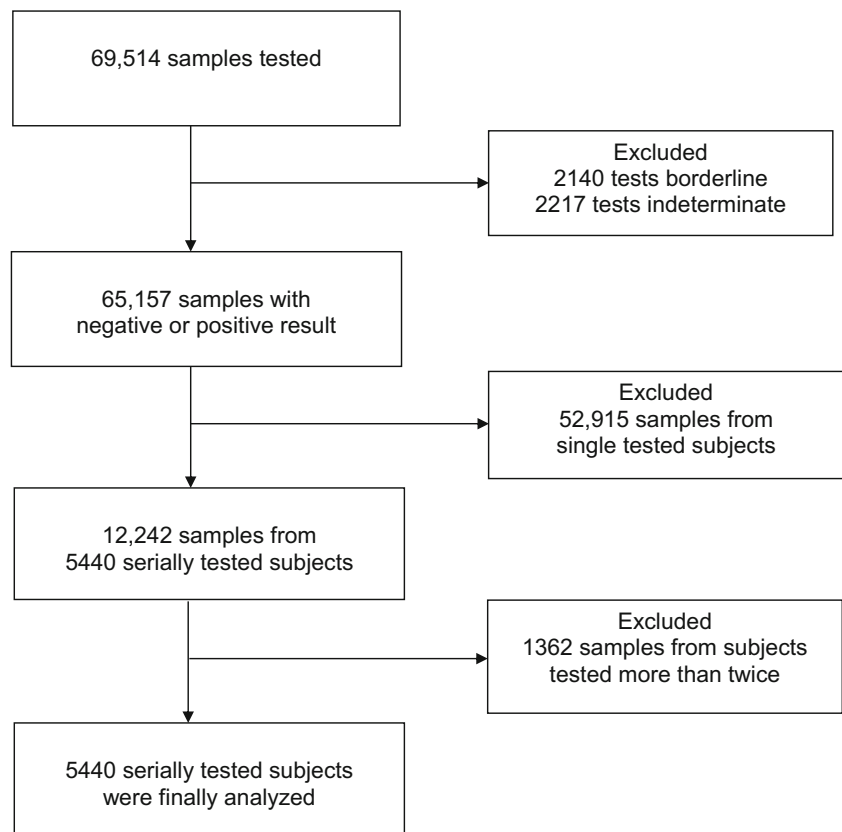 69,514 samples tested
Excluded
2140 tests borderline
2217 tests indeterminate
65,157 samples with
negative or positive result
Excluded
52,915 samples from
single tested subjects
12,242 samples from
5440 serially tested subjects
Excluded
1362 samples from subjects
tested more than twice
5440 serially tested subjects
were finally analyzed